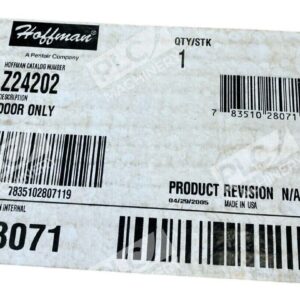 Hoffman
A Pentair Company
QTY/STK
1
HOFFMAN CATALOG NUMBER
Z24202
DESCRIPTION
DOOR ONLY
7 83510 28071
7835102807119
PRODUCT REVISION N/A
04/29/2005 MADE IN USA
INTERNAL
8071